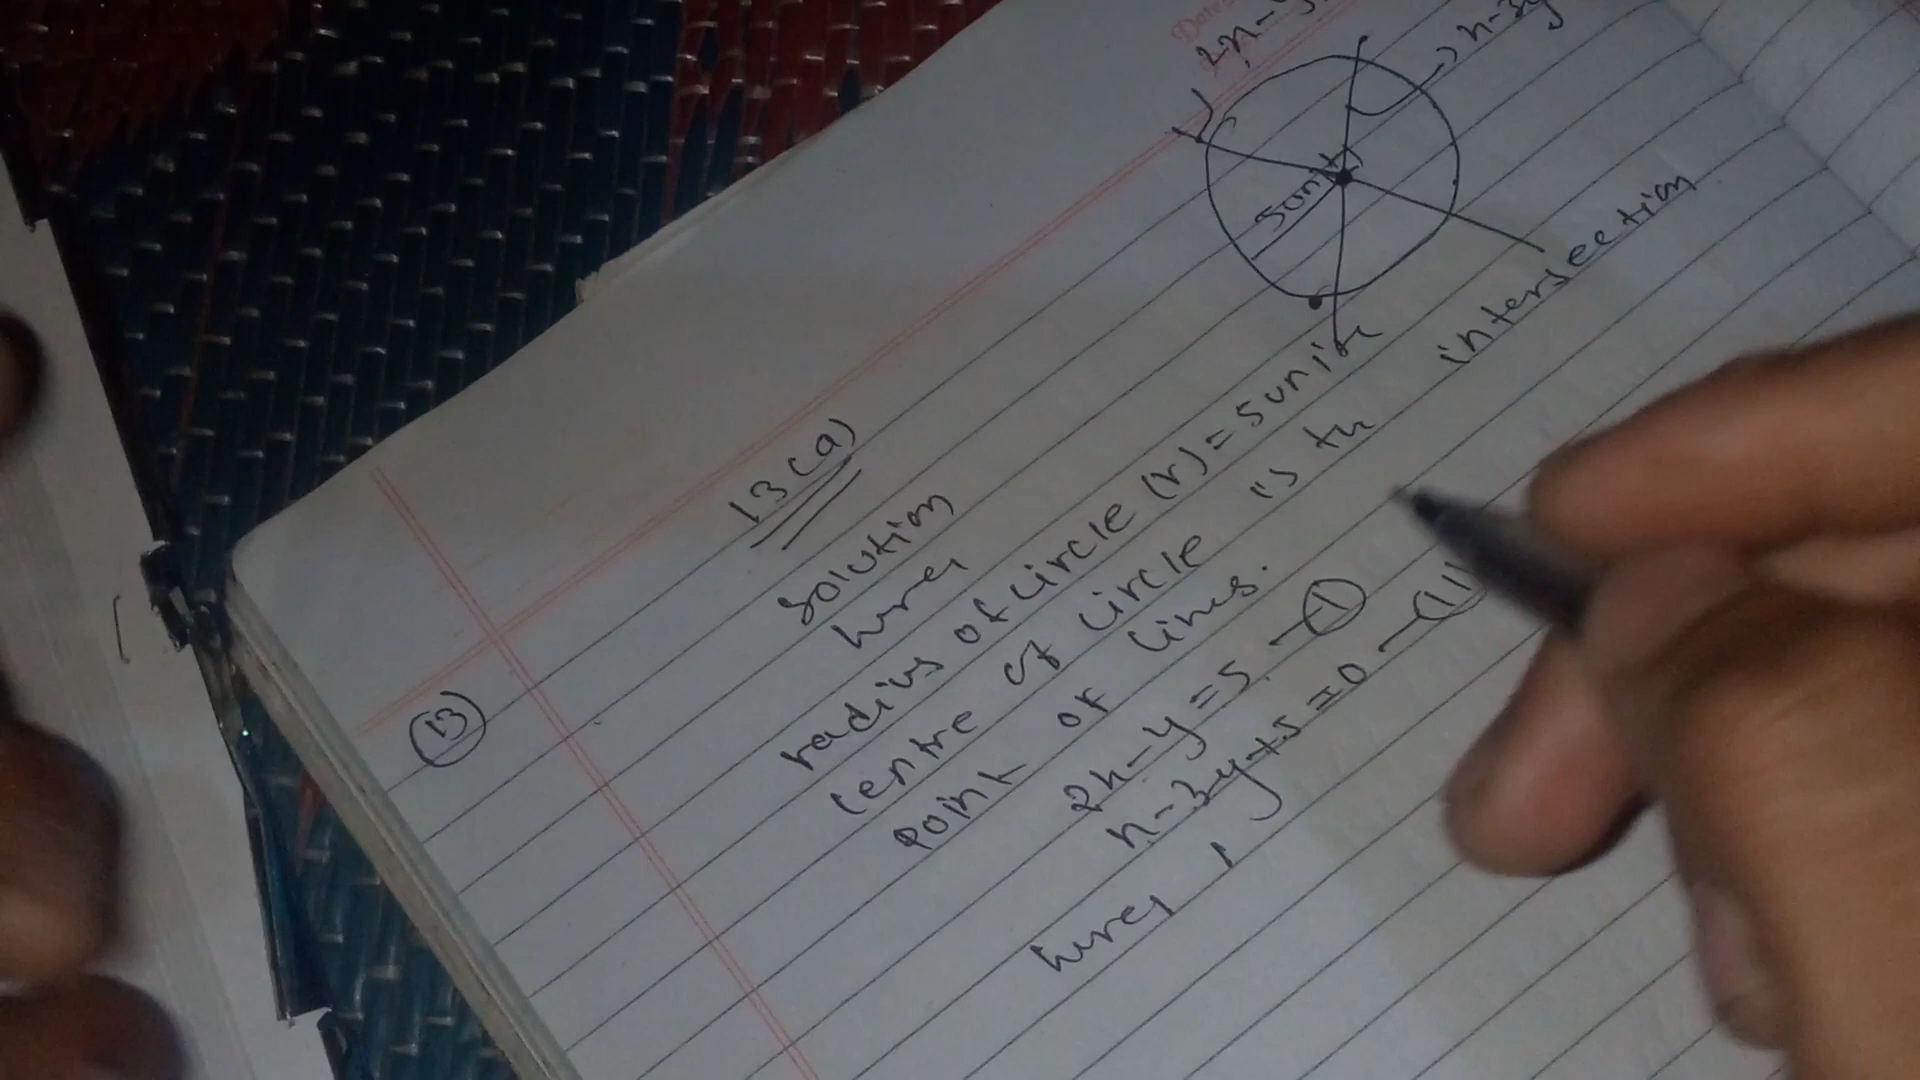 Date
2x-y
x-3y
5unit
13
13(a)
Solution
here,
radius of circle (r) = 5 unit
centre of circle is the intersection
point of lines.
2x-y=5 -(I)
x-3y+5=0 -(II)
here,